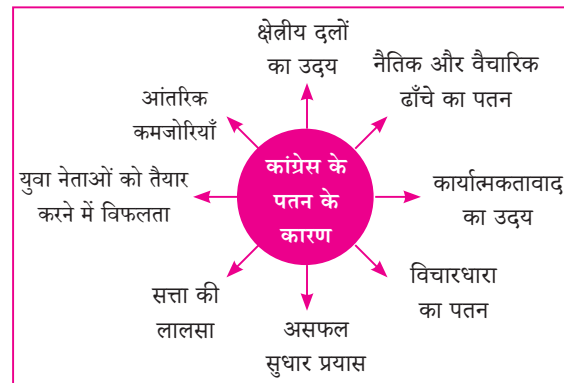 क्षेत्रीय दलों
का उदय
नैतिक और वैचारिक
ढाँचे का पतन
कार्यात्मकतावाद
का उदय
विचारधारा
का पतन
असफल
सुधार प्रयास
सत्ता की
लालसा
युवा नेताओं को तैयार
करने में विफलता
आंतरिक
कमजोरियाँ
कांग्रेस के
पतन के
कारण